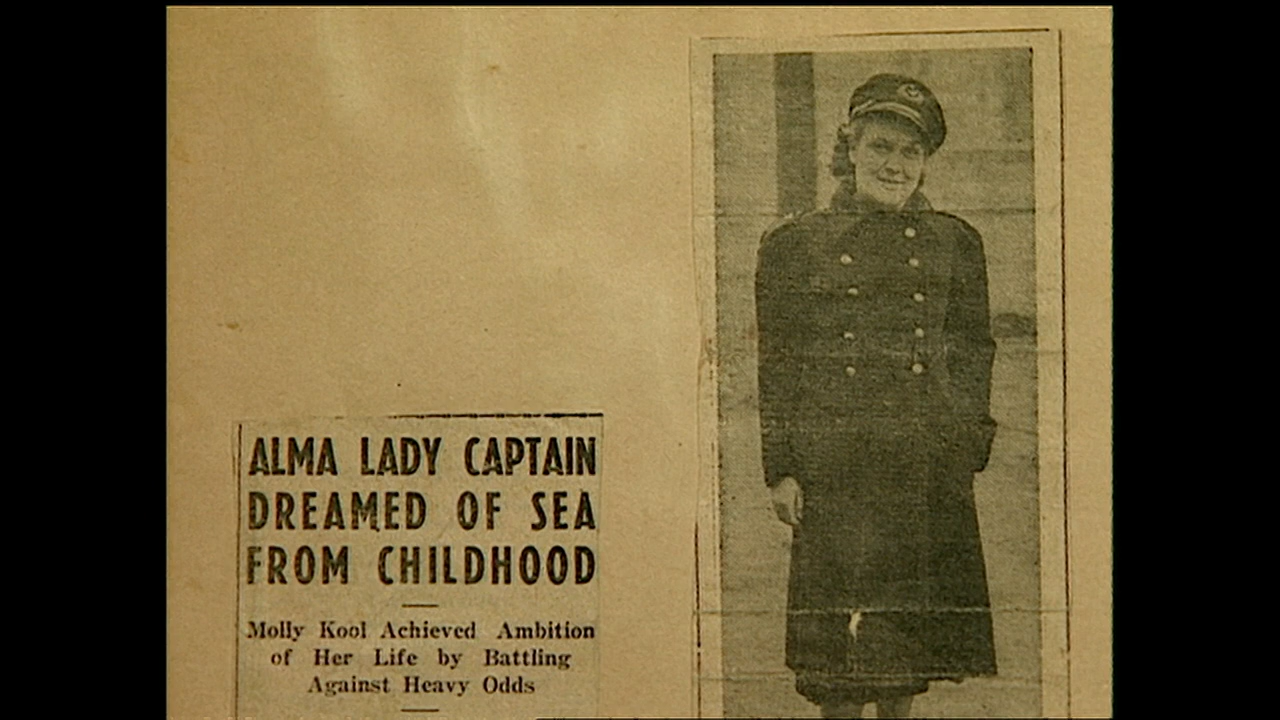 ALMA LADY CAPTAIN
DREAMED OF SEA
FROM CHILDHOOD
Molly Kool Achieved Ambition
of Her Life by Battling
Against Heavy Odds